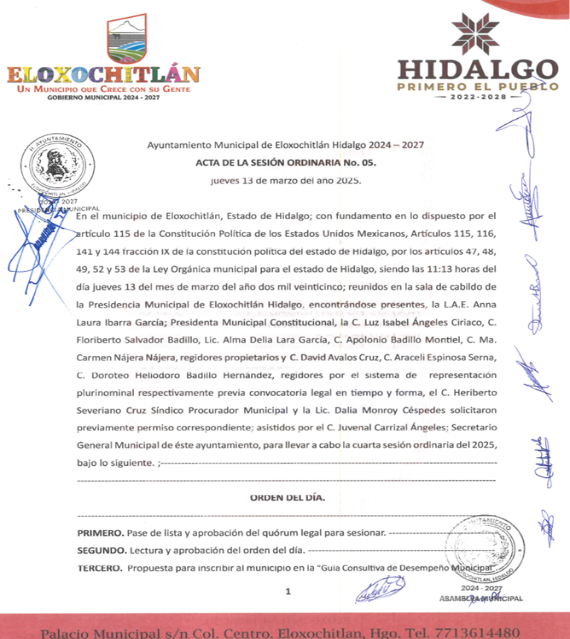 ELOXOCHITLÁN
UN MUNICIPIO QUE CRECE CON SU GENTE
GOBIERNO MUNICIPAL 2024 - 2027
HIDALGO
PRIMERO EL PUEBLO
2022-2028
Ayuntamiento Municipal de Eloxochitlán Hidalgo 2024 – 2027
ACTA DE LA SESIÓN ORDINARIA No. 05.
jueves 13 de marzo del año 2025.
H. AYUNTAMIENTO
ELOXOCHITLAN, HIDALGO
2024 - 2027
PRESIDENTE MUNICIPAL
En el municipio de Eloxochitlán, Estado de Hidalgo; con fundamento en lo dispuesto por el
artículo 115 de la Constitución Política de los Estados Unidos Mexicanos, Artículos 115, 116,
141 y 144 fracción IX de la constitución política del estado de Hidalgo, por los artículos 47, 48,
49, 52 y 53 de la Ley Orgánica municipal para el estado de Hidalgo, siendo las 11:13 horas del
día jueves 13 del mes de marzo del año dos mil veinticinco; reunidos en la sala de cabildo de
la Presidencia Municipal de Eloxochitlán Hidalgo, encontrándose presentes, la L.A.E. Anna
Laura Ibarra García; Presidenta Municipal Constitucional, la C. Luz Isabel Ángeles Ciriaco, C.
Floriberto Salvador Badillo, Lic. Alma Delia Lara García, C. Apolonio Badillo Montiel, C. Ma.
Carmen Nájera Nájera, regidores propietarios y C. David Avalos Cruz, C. Araceli Espinosa Serna,
C. Doroteo Heliodoro Badillo Hernández, regidores por el sistema de representación
plurinominal respectivamente previa convocatoria legal en tiempo y forma, el C. Heriberto
Severiano Cruz Síndico Procurador Municipal y la Lic. Dalia Monroy Céspedes solicitaron
previamente permiso correspondiente; asistidos por el C. Juvenal Carrizal Ángeles; Secretario
General Municipal de éste ayuntamiento, para llevar a cabo la cuarta sesión ordinaria del 2025,
bajo lo siguiente. ;------------------------------------------------------------
ORDEN DEL DÍA.
PRIMERO. Pase de lista y aprobación del quórum legal para sesionar. --------------------
SEGUNDO. Lectura y aprobación del orden del día. --------------------
TERCERO. Propuesta para inscribir al municipio en la "Guía Consultiva de Desempeño Municipal
ELOXOCHITLAN, HIDALGO
2024 - 2027
ASAMBLEA MUNICIPAL
1
Palacio Municipal s/n Col. Centro. Eloxochitlan, Hgo. Tel. 7713614480